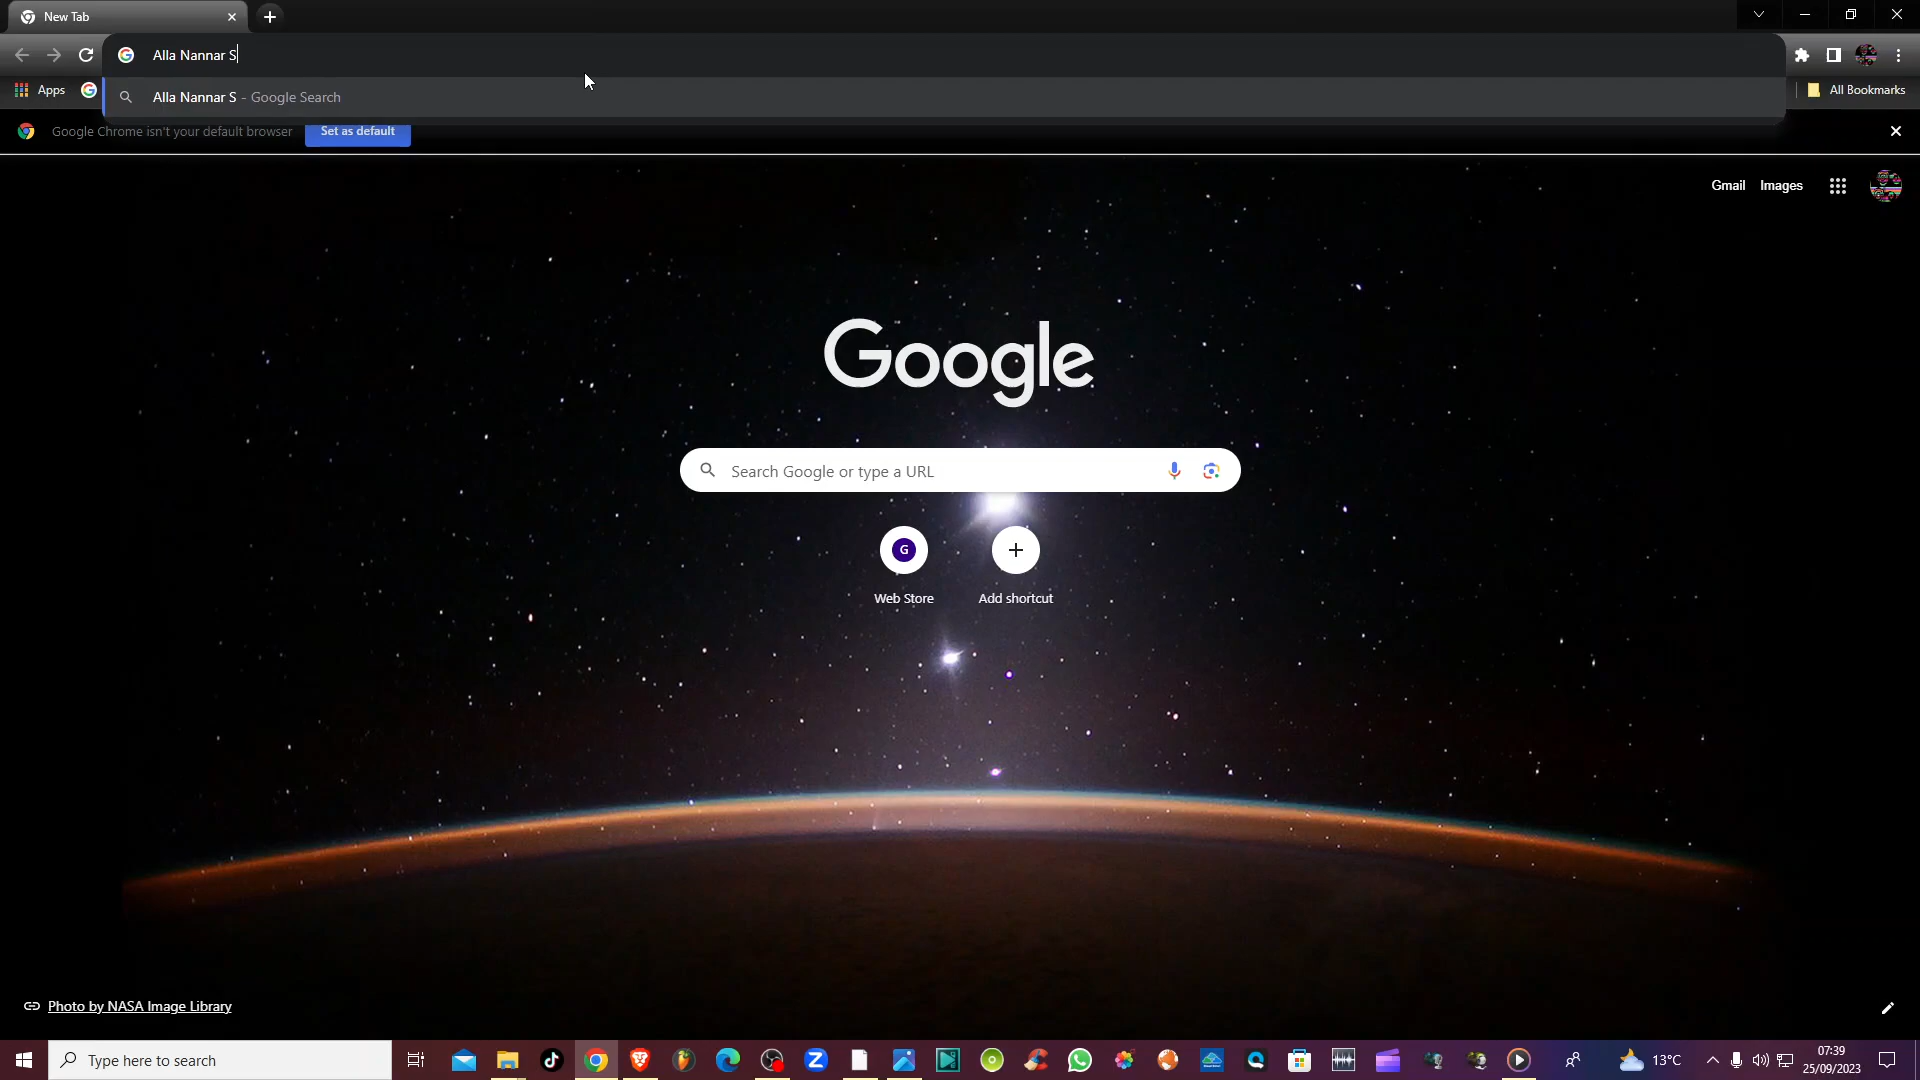 New Tab
Alla Nannar S
Apps
Alla Nannar S - Google Search
All Bookmarks
Google Chrome isn't your default browser
Set as default
Gmail
Images
Google
Search Google or type a URL
G
Web Store
Add shortcut
Photo by NASA Image Library
Type here to search
13°C
07:39
25/09/2023